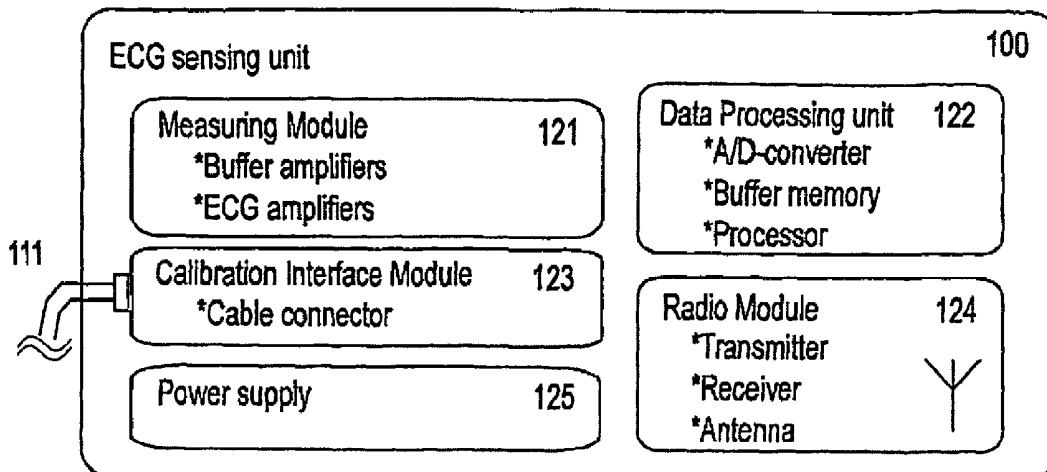 ECG sensing unit 100
Measuring Module 121
*Buffer amplifiers
*ECG amplifiers
Data Processing unit 122
*A/D-converter
*Buffer memory
*Processor
111
Calibration Interface Module 123
*Cable connector
Radio Module 124
*Transmitter
*Receiver
*Antenna
Power supply 125